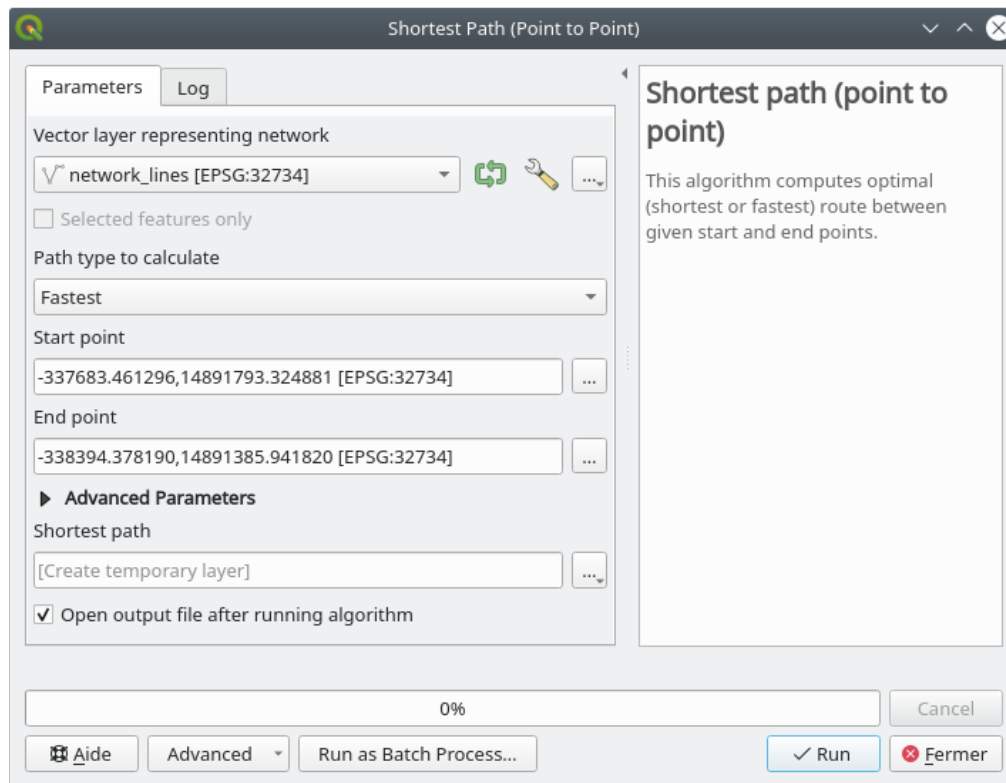 Shortest Path (Point to Point)
Parameters
Log
Vector layer representing network
network_lines [EPSG:32734]
...
Selected features only
Path type to calculate
Fastest
Start point
-337683.461296,14891793.324881 [EPSG:32734]
...
End point
-338394.378190,14891385.941820 [EPSG:32734]
...
Advanced Parameters
Shortest path
[Create temporary layer]
...
Open output file after running algorithm
Shortest path (point to
point)
This algorithm computes optimal
(shortest or fastest) route between
given start and end points.
0%
Cancel
Aide
Advanced
Run as Batch Process...
Run
Fermer